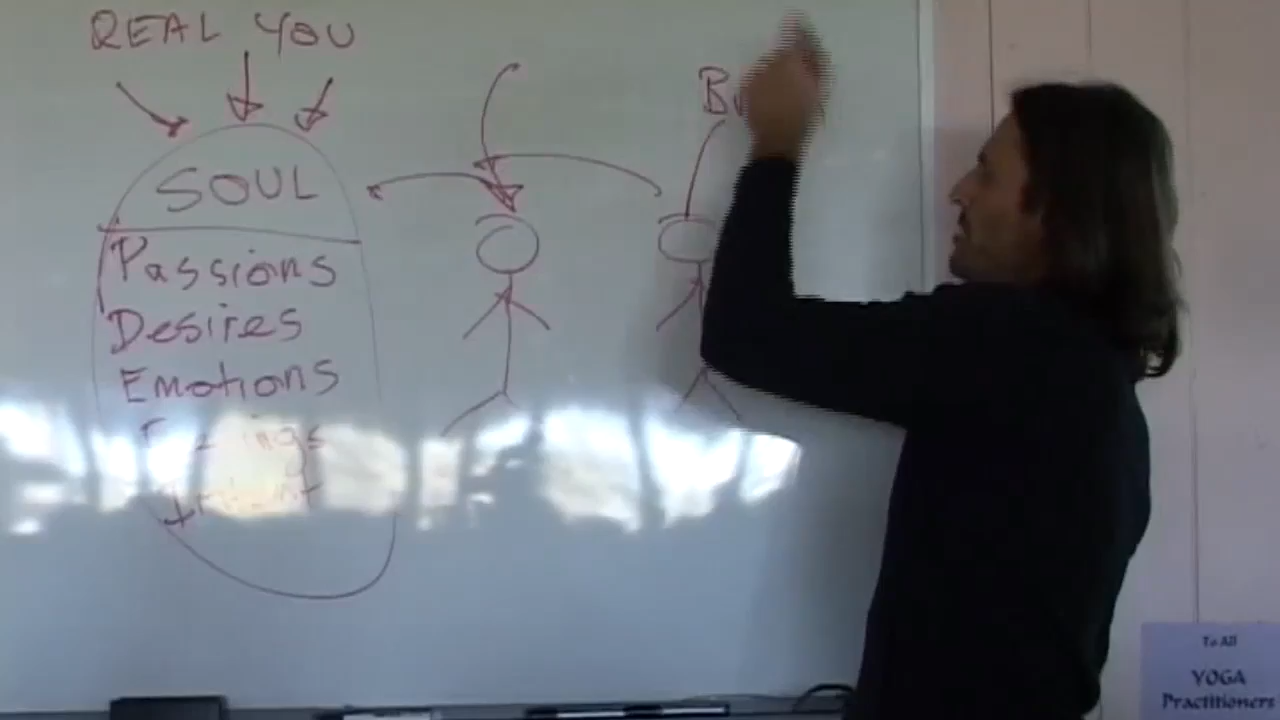 REAL YOU
SOUL
Passions
Desires
Emotions
To All
YOGA
Practitioners